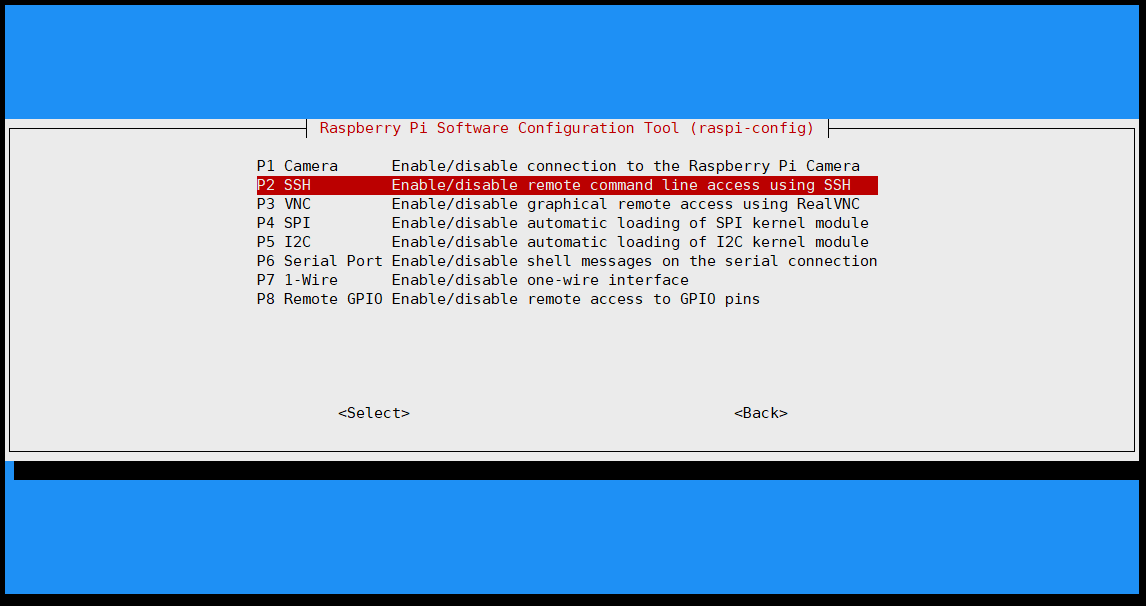 Raspberry Pi Software Configuration Tool (raspi-config)
P1 Camera Enable/disable connection to the Raspberry Pi Camera
P2 SSH Enable/disable remote command line access using SSH
P3 VNC Enable/disable graphical remote access using RealVNC
P4 SPI Enable/disable automatic loading of SPI kernel module
P5 I2C Enable/disable automatic loading of I2C kernel module
P6 Serial Port Enable/disable shell messages on the serial connection
P7 1-Wire Enable/disable one-wire interface
P8 Remote GPIO Enable/disable remote access to GPIO pins
<Select> <Back>